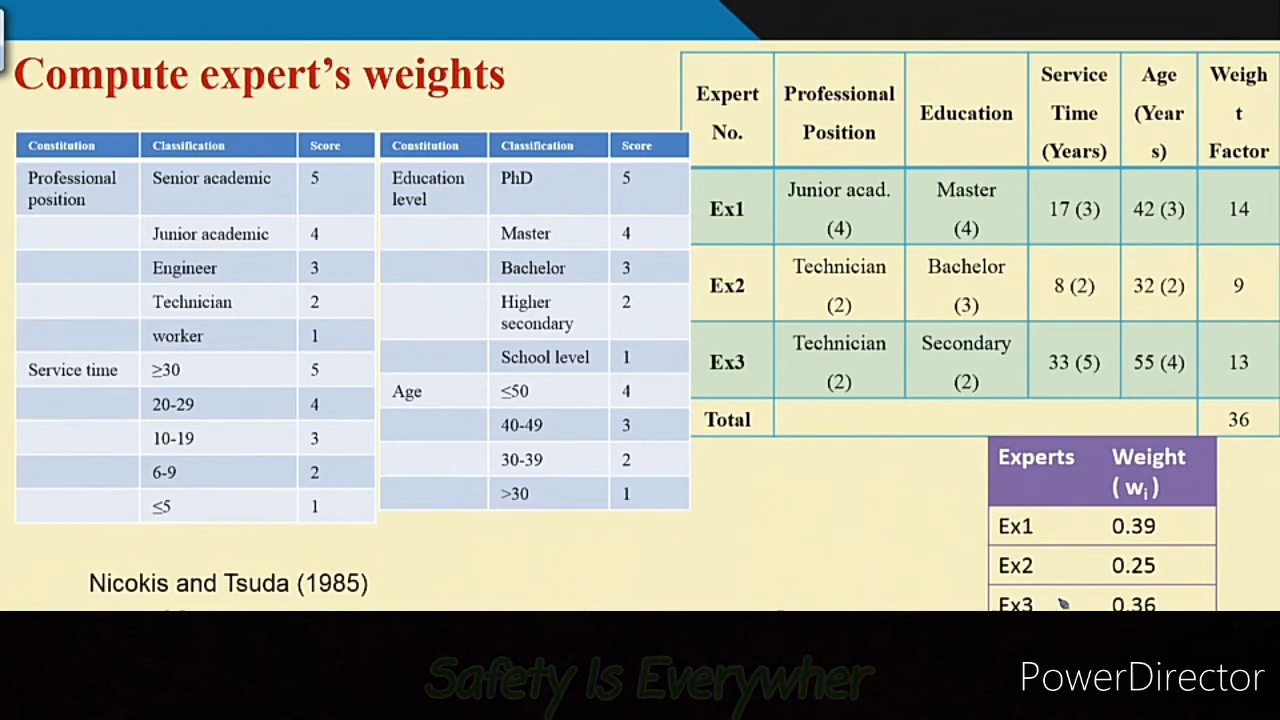 Compute expert's weights
Constitution Classification Score
Professional position Senior academic 5
Junior academic 4
Engineer 3
Technician 2
worker 1
Service time ≥30 5
20-29 4
10-19 3
6-9 2
≤5 1
Constitution Classification Score
Education level PhD 5
Master 4
Bachelor 3
Higher secondary 2
School level 1
Age ≤50 4
40-49 3
30-39 2
>30 1
Expert No. Professional Position Education Service Time (Years) Age (Year s) Weigh t Factor
Ex1 Junior acad. (4) Master (4) 17 (3) 42 (3) 14
Ex2 Technician (2) Bachelor (3) 8 (2) 32 (2) 9
Ex3 Technician (2) Secondary (2) 33 (5) 55 (4) 13
Total 36
Experts Weight ( wᵢ )
Ex1 0.39
Ex2 0.25
Ex3 0.36
Nicokis and Tsuda (1985)
Safety Is Everywher
PowerDirector